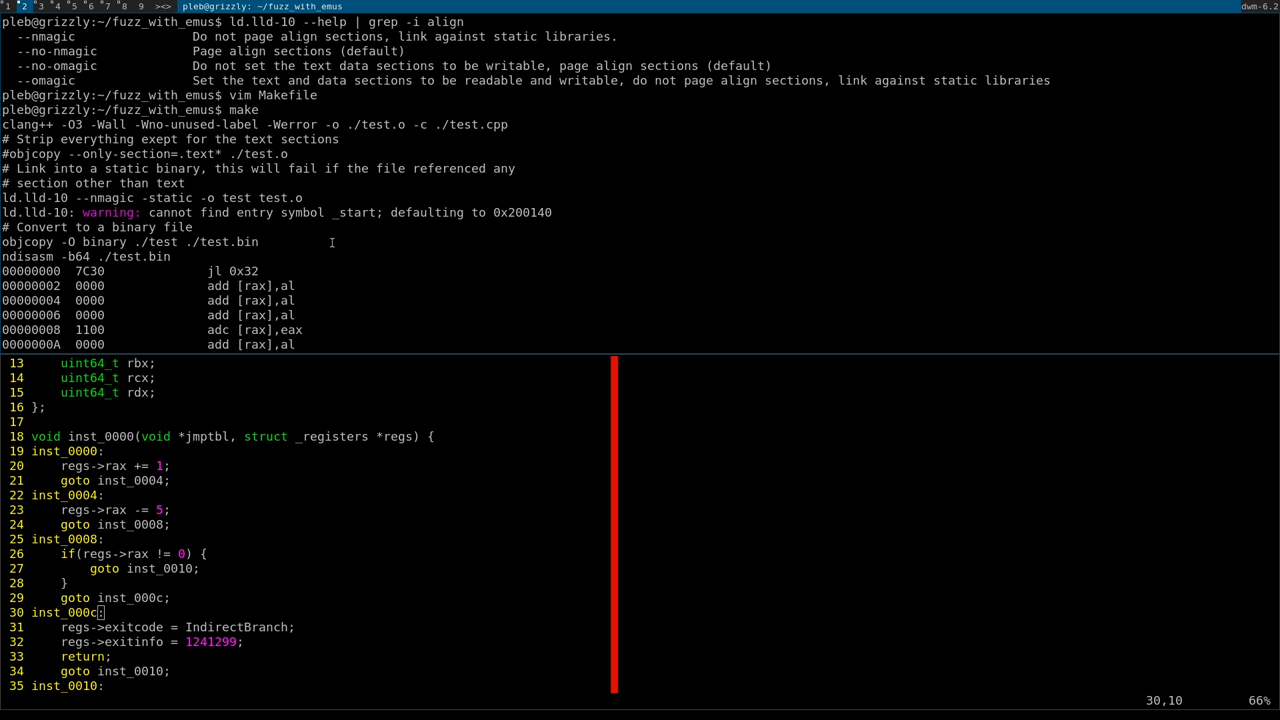 1 2 3 4 5 6 7 8 9 ><> pleb@grizzly: ~/fuzz_with_emus dwm-6.2
pleb@grizzly:~/fuzz_with_emus$ ld.lld-10 --help | grep -i align
  --nmagic                Do not page align sections, link against static libraries.
  --no-nmagic             Page align sections (default)
  --no-omagic             Do not set the text data sections to be writable, page align sections (default)
  --omagic                Set the text and data sections to be readable and writable, do not page align sections, link against static libraries
pleb@grizzly:~/fuzz_with_emus$ vim Makefile
pleb@grizzly:~/fuzz_with_emus$ make
clang++ -O3 -Wall -Wno-unused-label -Werror -o ./test.o -c ./test.cpp
# Strip everything exept for the text sections
#objcopy --only-section=.text* ./test.o
# Link into a static binary, this will fail if the file referenced any
# section other than text
ld.lld-10 --nmagic -static -o test test.o
ld.lld-10: warning: cannot find entry symbol _start; defaulting to 0x200140
# Convert to a binary file
objcopy -O binary ./test ./test.bin
ndisasm -b64 ./test.bin
00000000  7C30              jl 0x32
00000002  0000              add [rax],al
00000004  0000              add [rax],al
00000006  0000              add [rax],al
00000008  1100              adc [rax],eax
0000000A  0000              add [rax],al
13     uint64_t rbx;
14     uint64_t rcx;
15     uint64_t rdx;
16 };
17
18 void inst_0000(void *jmptbl, struct _registers *regs) {
19 inst_0000:
20     regs->rax += 1;
21     goto inst_0004;
22 inst_0004:
23     regs->rax -= 5;
24     goto inst_0008;
25 inst_0008:
26     if(regs->rax != 0) {
27         goto inst_0010;
28     }
29     goto inst_000c;
30 inst_000c:
31     regs->exitcode = IndirectBranch;
32     regs->exitinfo = 1241299;
33     return;
34     goto inst_0010;
35 inst_0010:
30,10 66%